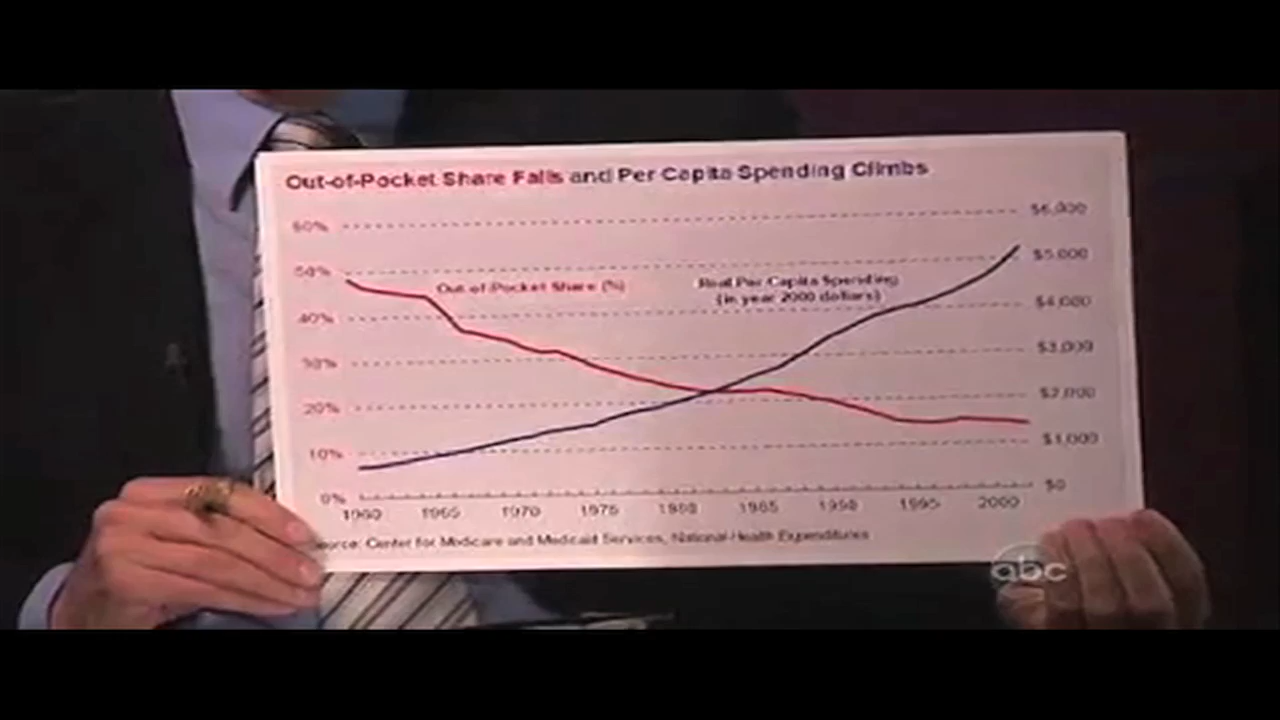 Out-of-Pocket Share Falls and Per Capita Spending Climbs
60% $6,000
50% $5,000
Out-of-Pocket Share (%) Real Per Capita Spending
(in year 2000 dollars)
40% $4,000
30% $3,000
20% $2,000
10% $1,000
0% $0
1960 1965 1970 1975 1980 1985 1990 1995 2000
Source: Center for Medicare and Medicaid Services, National Health Expenditures
abc